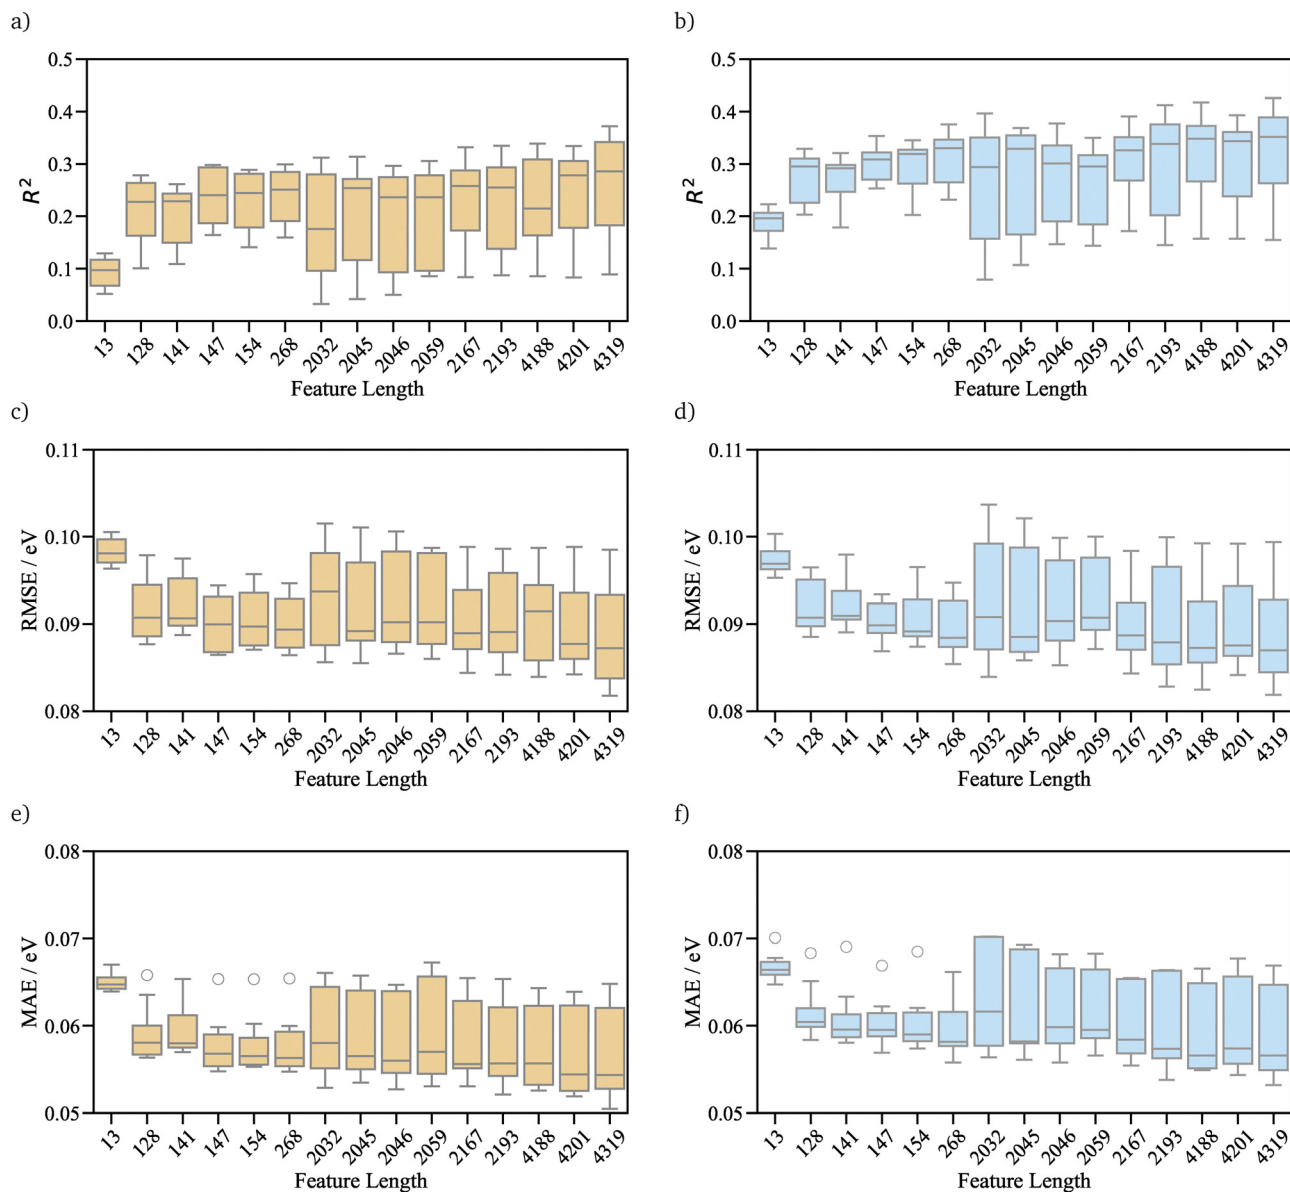 a)
0.5
0.4
0.3
0.2
0.1
0.0
R²
13 128 141 147 154 268 2032 2045 2046 2059 2167 2193 4188 4201 4319
Feature Length
b)
0.5
0.4
0.3
0.2
0.1
0.0
R²
13 128 141 147 154 268 2032 2045 2046 2059 2167 2193 4188 4201 4319
Feature Length
c)
0.11
0.10
0.09
0.08
RMSE / eV
13 128 141 147 154 268 2032 2045 2046 2059 2167 2193 4188 4201 4319
Feature Length
d)
0.11
0.10
0.09
0.08
RMSE / eV
13 128 141 147 154 268 2032 2045 2046 2059 2167 2193 4188 4201 4319
Feature Length
e)
0.08
0.07
0.06
0.05
MAE / eV
13 128 141 147 154 268 2032 2045 2046 2059 2167 2193 4188 4201 4319
Feature Length
f)
0.08
0.07
0.06
0.05
MAE / eV
13 128 141 147 154 268 2032 2045 2046 2059 2167 2193 4188 4201 4319
Feature Length